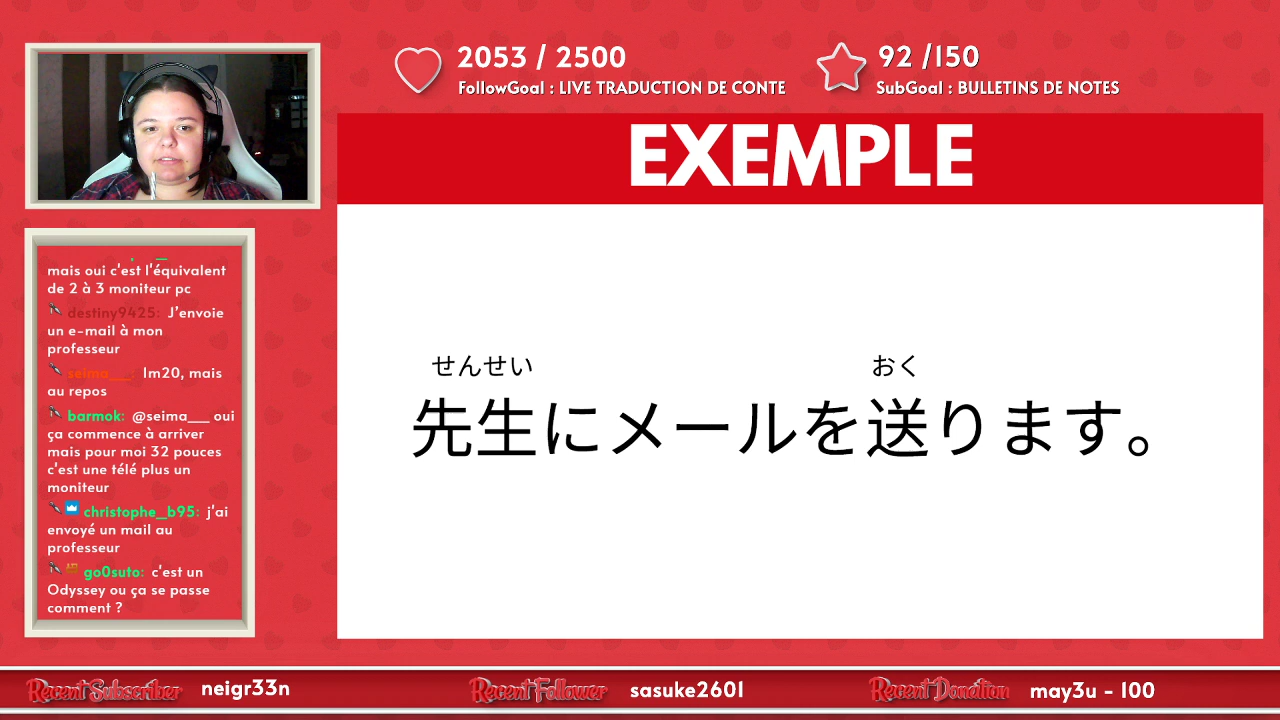 2053 / 2500
FollowGoal : LIVE TRADUCTION DE CONTE
92 /150
SubGoal : BULLETINS DE NOTES
EXEMPLE
せんせい おく
先生にメールを送ります。
mais oui c'est l'équivalent
de 2 à 3 moniteur pc
destiny9425: J'envoie
un e-mail à mon
professeur
seima___: 1m20, mais
au repos
barmok: @seima___ oui
ça commence à arriver
mais pour moi 32 pouces
c'est une télé plus un
moniteur
christophe_b95: j'ai
envoyé un mail au
professeur
go0suto: c'est un
Odyssey ou ça se passe
comment ?
Recent Subscriber neigr33n
Recent Follower sasuke2601
Recent Donation may3u - 100